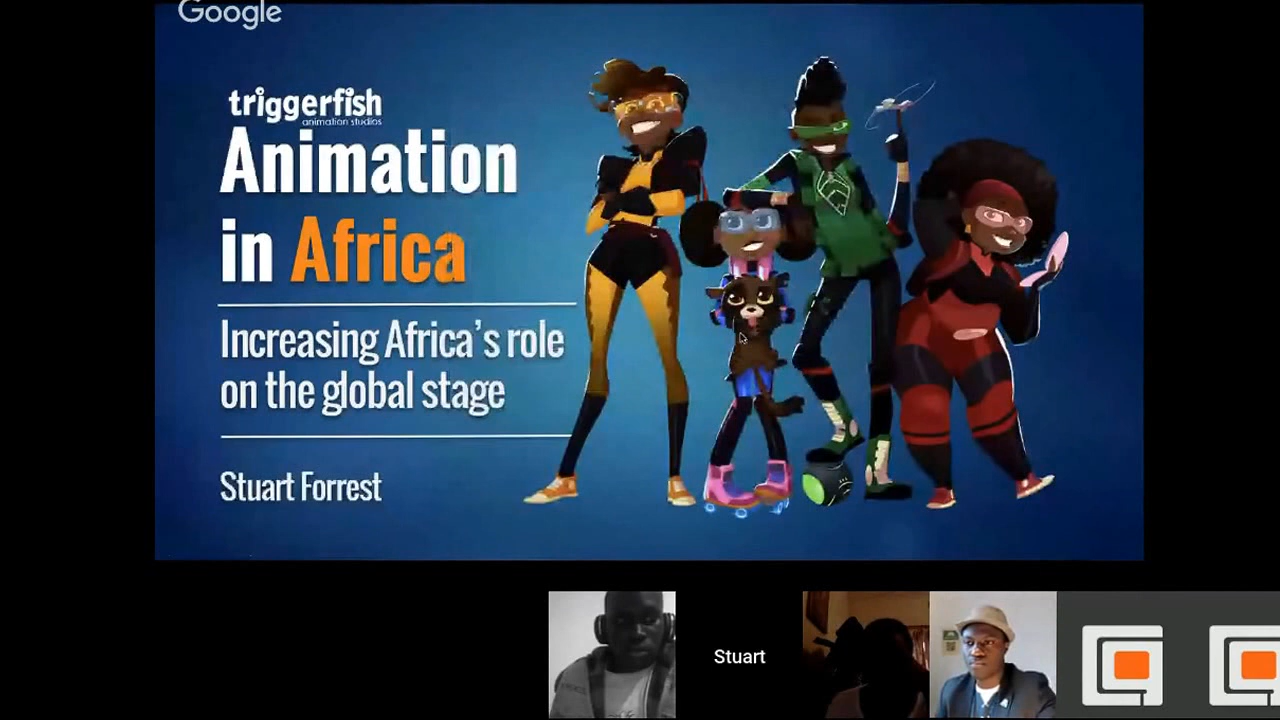 Google
triggerfish
animation studios
Animation
in Africa
Increasing Africa's role
on the global stage
Stuart Forrest
Stuart